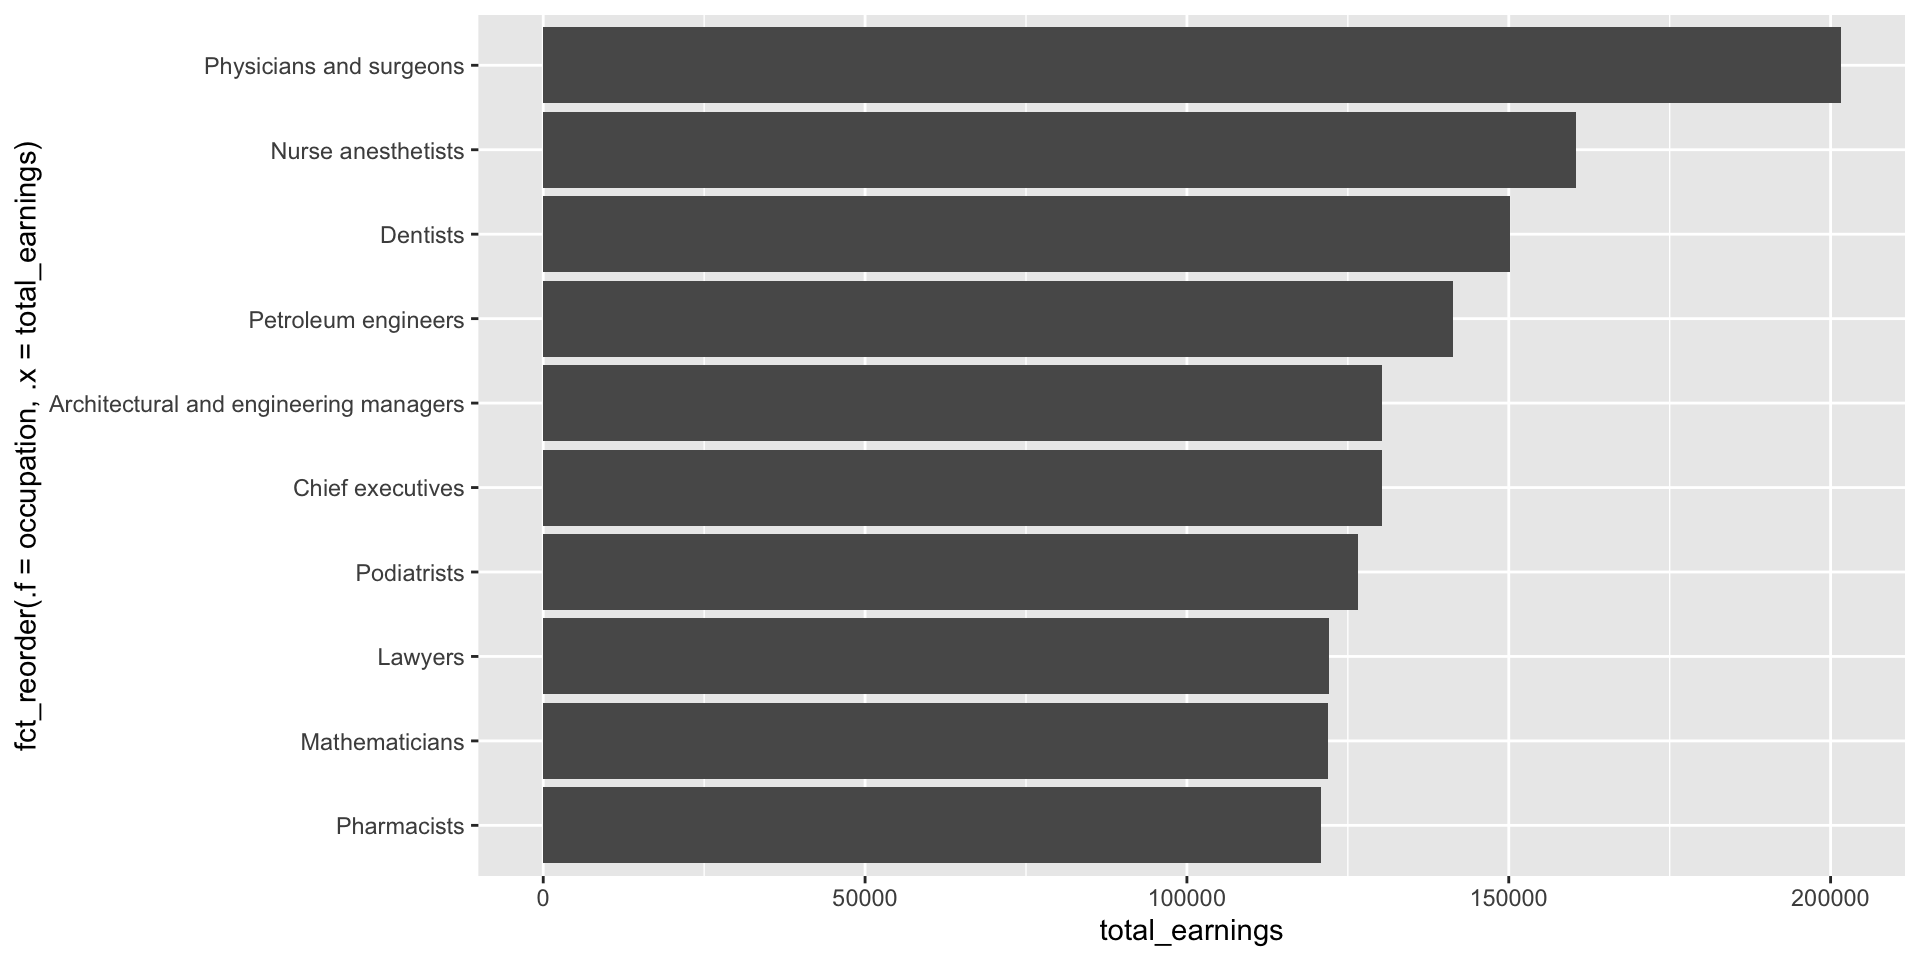 fct_reorder(.f = occupation, .x = total_earnings)
Physicians and surgeons
Nurse anesthetists
Dentists
Petroleum engineers
Architectural and engineering managers
Chief executives
Podiatrists
Lawyers
Mathematicians
Pharmacists
0 50000 100000 150000 200000
total_earnings